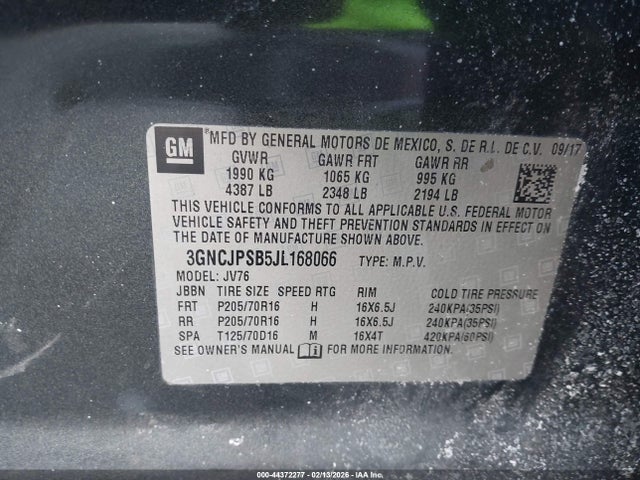 GM ® MFD BY GENERAL MOTORS DE MEXICO, S. DE R.L. DE C.V. 09/17
GVWR GAWR FRT GAWR RR
1990 KG 1065 KG 995 KG
4387 LB 2348 LB 2194 LB
THIS VEHICLE CONFORMS TO ALL APPLICABLE U.S. FEDERAL MOTOR
VEHICLE SAFETY AND THEFT PREVENTION STANDARDS IN EFFECT ON
THE DATE OF MANUFACTURE SHOWN ABOVE.
3GNCJPSB5JL168066 TYPE: M.P.V.
MODEL: JV76
JBBN TIRE SIZE SPEED RTG RIM COLD TIRE PRESSURE
FRT P205/70R16 H 16X6.5J 240KPA(35PSI)
RR P205/70R16 H 16X6.5J 240KPA(35PSI)
SPA T125/70D16 M 16X4T 420KPA(60PSI)
SEE OWNER'S MANUAL FOR MORE INFORMATION.
000-44372277 - 02/13/2026 - IAA.COM